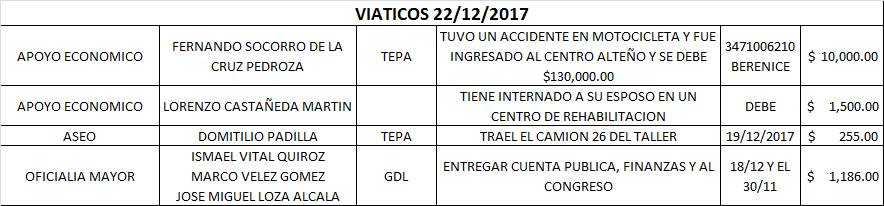 VIATICOS 22/12/2017
APOYO ECONOMICO
FERNANDO SOCORRO DE LA
CRUZ PEDROZA
TEPA
TUVO UN ACCIDENTE EN MOTOCICLETA Y FUE
INGRESADO AL CENTRO ALTEÑO Y SE DEBE
$130,000.00
3471006210
BERENICE
$ 10,000.00
APOYO ECONOMICO
LORENZO CASTAÑEDA MARTIN
TIENE INTERNADO A SU ESPOSO EN UN
CENTRO DE REHABILITACION
DEBE
$ 1,500.00
ASEO
DOMITILIO PADILLA
TEPA
TRAEL EL CAMION 26 DEL TALLER
19/12/2017
$ 255.00
OFICIALIA MAYOR
ISMAEL VITAL QUIROZ
MARCO VELEZ GOMEZ
JOSE MIGUEL LOZA ALCALA
GDL
ENTREGAR CUENTA PUBLICA, FINANZAS Y AL
CONGRESO
18/12 Y EL
30/11
$ 1,186.00